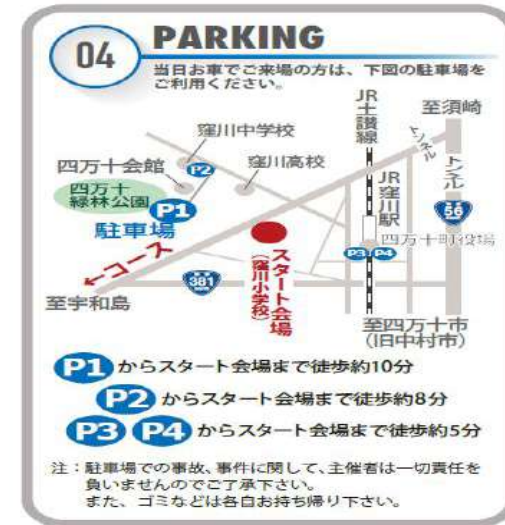 04
PARKING
当日お車でご来場の方は、下図の駐車場を
ご利用ください。
JR土讃線
至須崎
トンネル
トンネル
窪川中学校
四万十会館
P2
窪川高校
四万十
緑林公園
P1
駐車場
JR窪川駅
56
四万十町役場
P3 P4
←コース
スタート会場
(窪川小学校)
381
至宇和島
至四万十市
(旧中村市)
P1 からスタート会場まで徒歩約10分
P2 からスタート会場まで徒歩約8分
P3 P4 からスタート会場まで徒歩約5分
注：駐車場での事故、事件に関して、主催者は一切責任を
負いませんのでご了承下さい。
また、ゴミなどは各自お持ち帰り下さい。